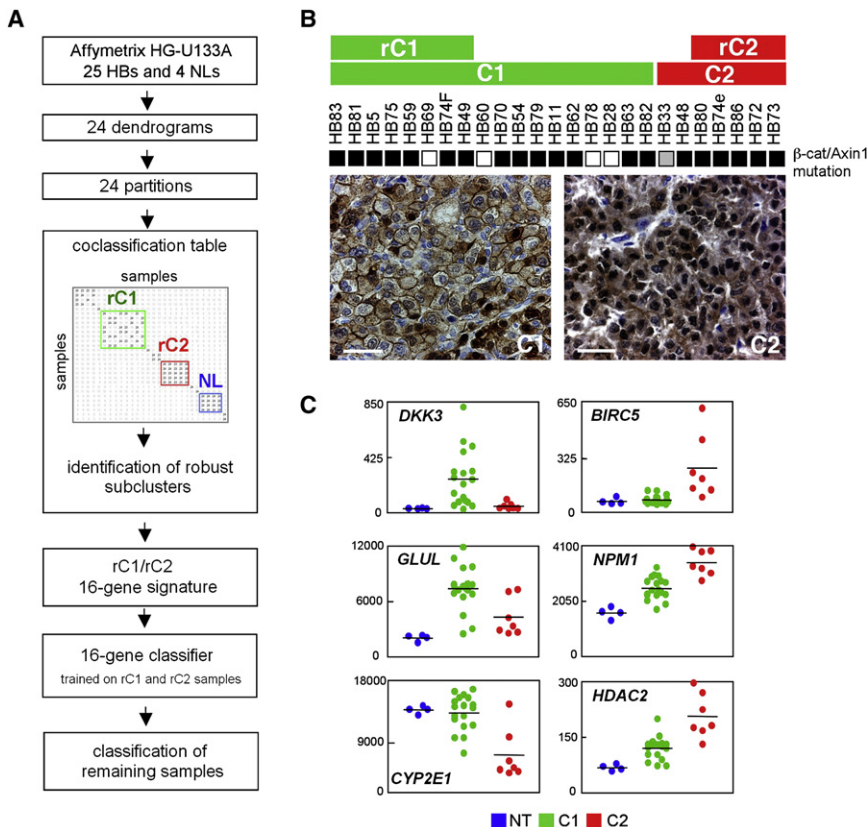 A
Affymetrix HG-U133A
25 HBs and 4 NLs
24 dendrograms
24 partitions
coclassification table
samples
samples
rC1
rC2
NL
identification of robust
subclusters
rC1/rC2
16-gene signature
16-gene classifier
trained on rC1 and rC2 samples
classification of
remaining samples
B
rC1
rC2
C1
C2
HB83
HB81
HB5
HB75
HB59
HB69
HB74F
HB49
HB60
HB70
HB54
HB79
HB11
HB62
HB78
HB28
HB63
HB82
HB33
HB48
HB80
HB74e
HB86
HB72
HB73
β-cat/Axin1
mutation
C1
C2
C
850
425
0
DKK3
650
325
0
BIRC5
12000
6000
0
GLUL
4100
2050
0
NPM1
18000
9000
0
CYP2E1
300
150
0
HDAC2
NT C1 C2